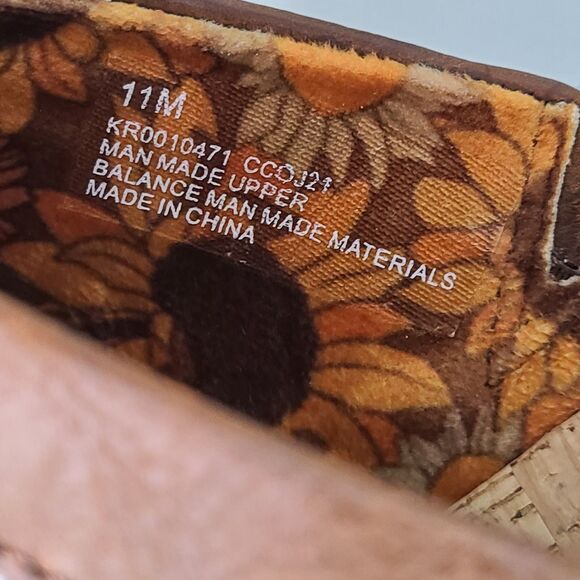 11M
KR0010471 CCOJ21
MAN MADE UPPER
BALANCE MAN MADE MATERIALS
MADE IN CHINA